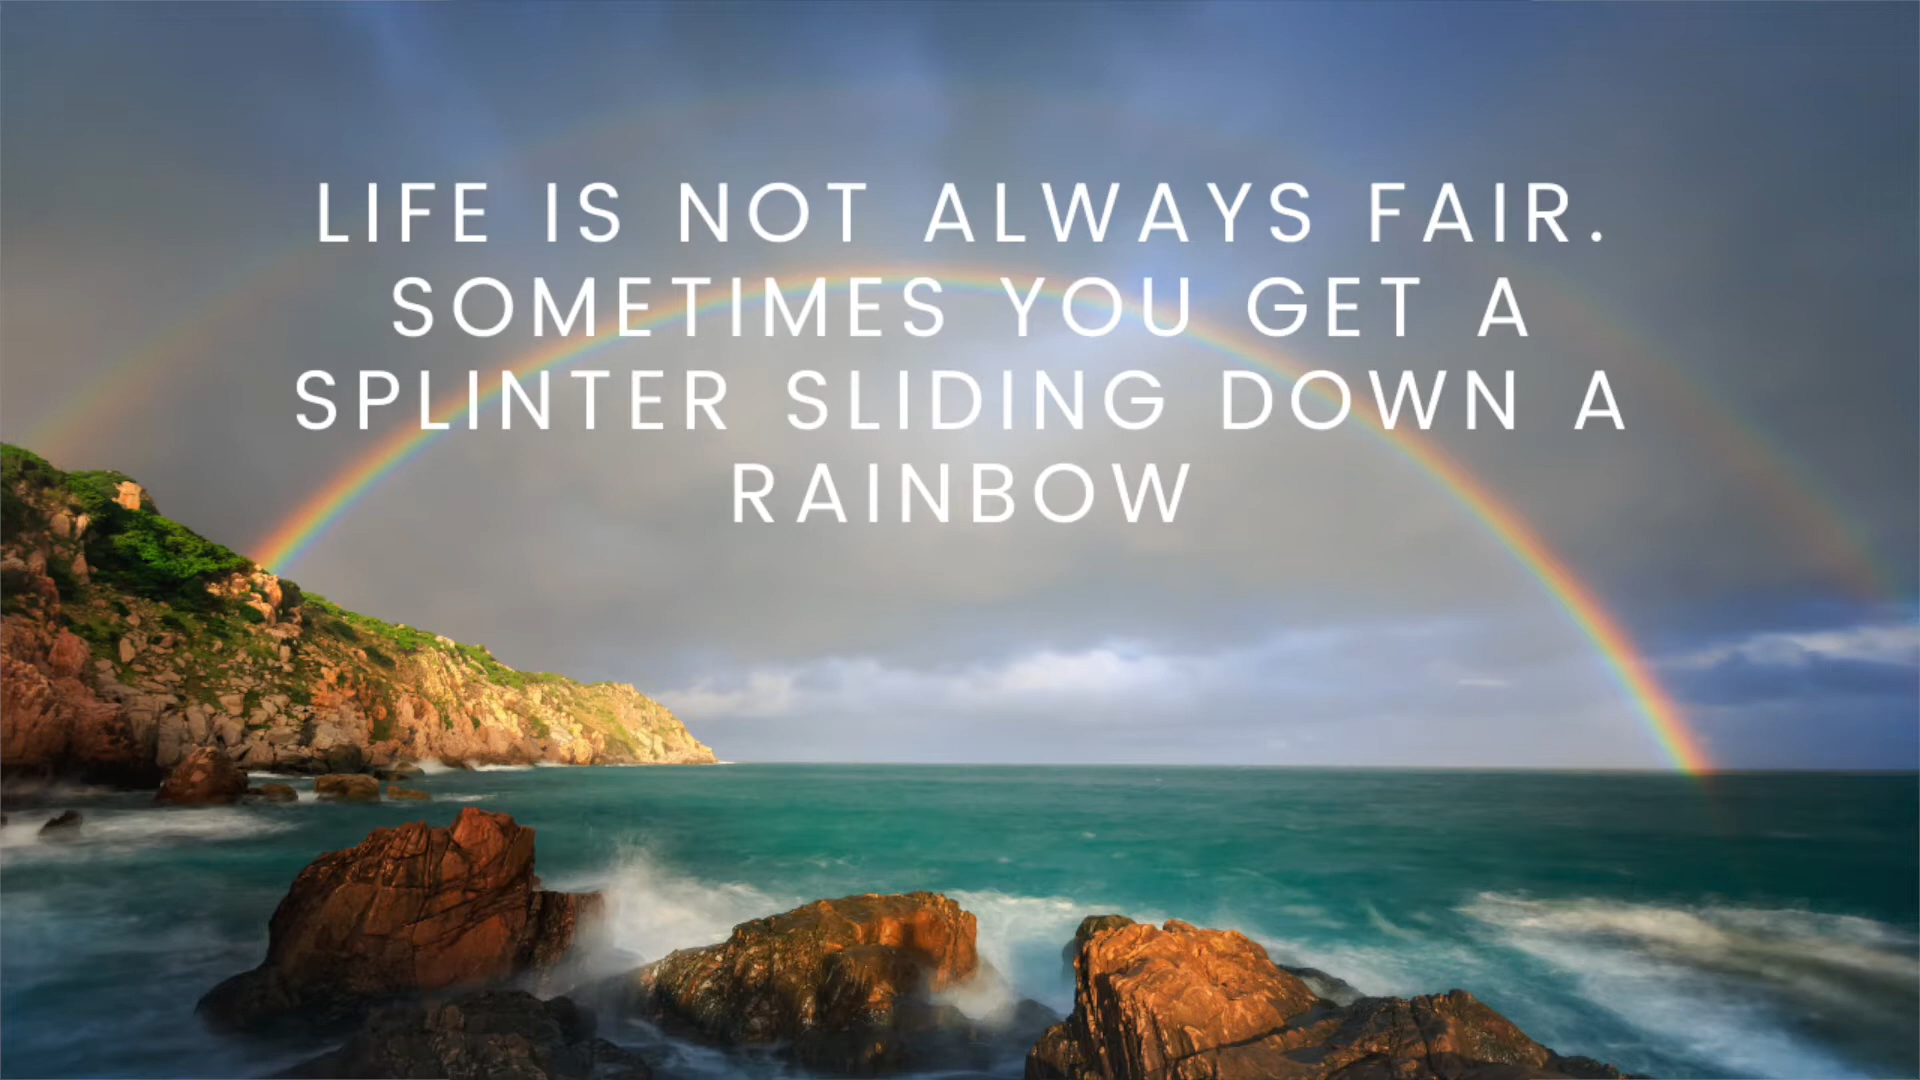 LIFE IS NOT ALWAYS FAIR.
SOMETIMES YOU GET A
SPLINTER SLIDING DOWN A
RAINBOW